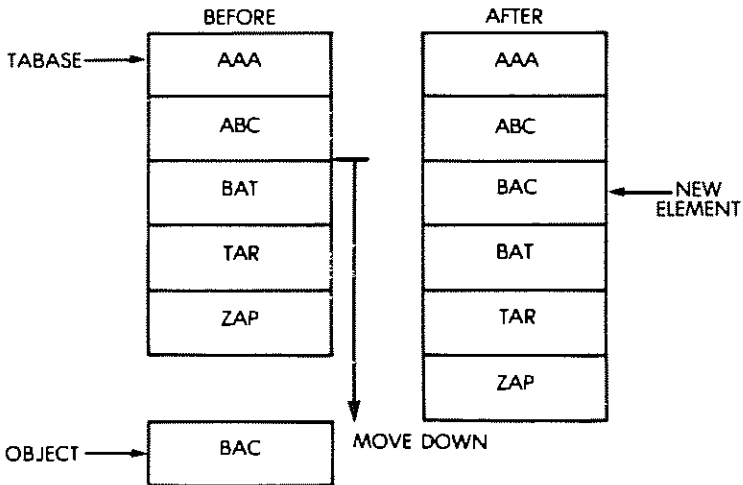 BEFORE
AFTER
TABASE
AAA
AAA
ABC
ABC
BAT
BAC
NEW
ELEMENT
TAR
BAT
ZAP
TAR
ZAP
MOVE DOWN
OBJECT
BAC